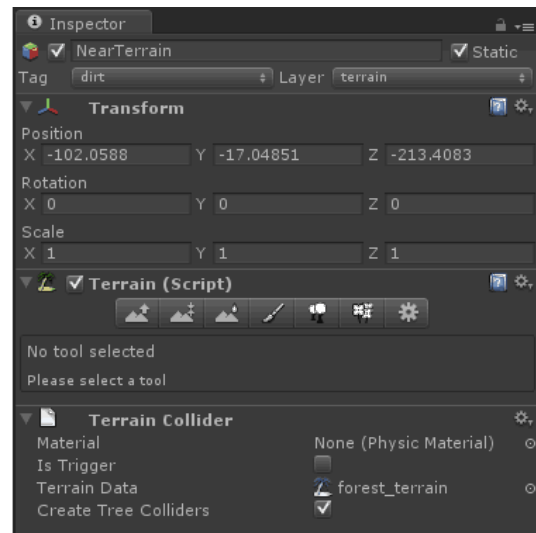 Inspector
NearTerrain Static
Tag dirt Layer terrain
Transform
Position
X -102.0588 Y -17.04851 Z -213.4083
Rotation
X 0 Y 0 Z 0
Scale
X 1 Y 1 Z 1
Terrain (Script)
No tool selected
Please select a tool
Terrain Collider
Material None (Physic Material)
Is Trigger
Terrain Data forest_terrain
Create Tree Colliders